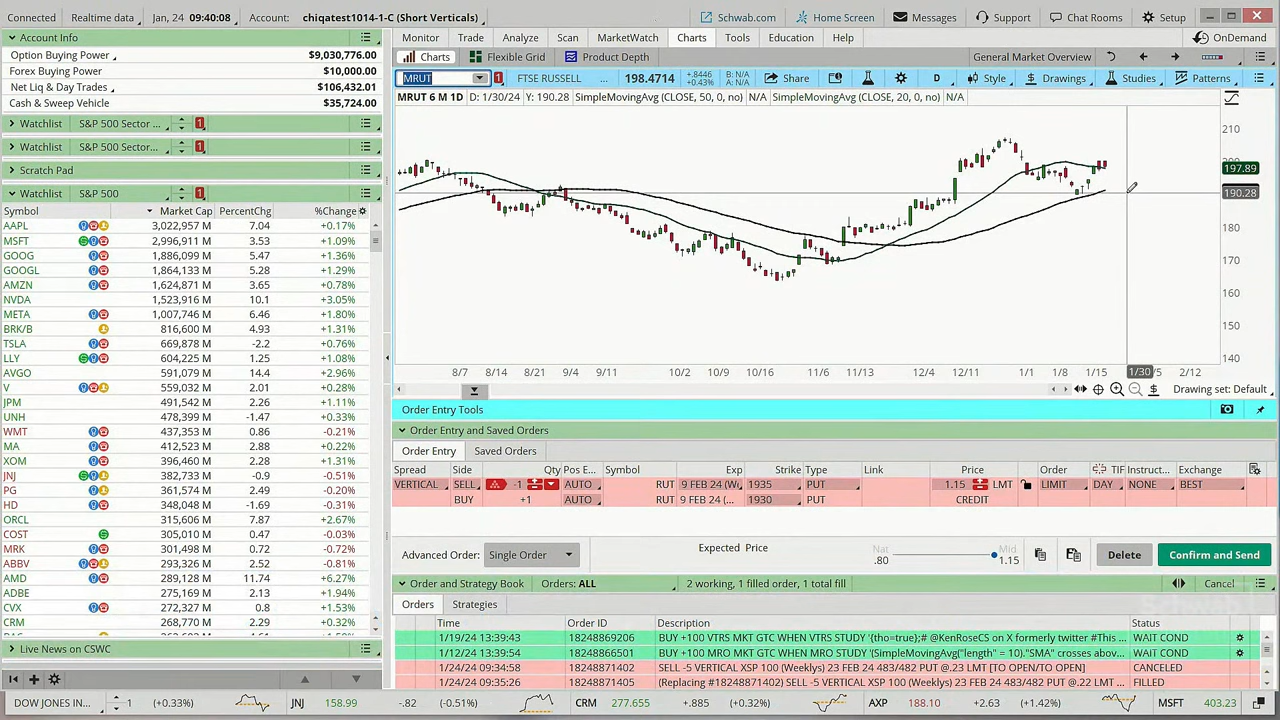 Connected Realtime data Jan, 24 09:40:08 Account: chiqatest1014-1-C (Short Verticals) Schwab.com Home Screen Messages Support Chat Rooms Setup
Account Info
Option Buying Power $9,030,776.00
Forex Buying Power $10,000.00
Net Liq & Day Trades $106,432.01
Cash & Sweep Vehicle $35,724.00
Watchlist S&P 500 Sector ... 1
Watchlist S&P 500 Sector... 1
Scratch Pad
Watchlist S&P 500 1
Symbol Market Cap PercentChg %Change
AAPL 3,022,957 M 7.04 +0.17%
MSFT 2,996,911 M 3.53 +1.09%
GOOG 1,886,099 M 5.47 +1.36%
GOOGL 1,864,133 M 5.28 +1.29%
AMZN 1,624,871 M 3.65 +0.78%
NVDA 1,523,916 M 10.1 +3.05%
META 1,007,746 M 6.46 +1.80%
BRK/B 816,600 M 4.93 +1.31%
TSLA 669,878 M -2.2 +0.76%
LLY 604,225 M 1.25 +1.08%
AVGO 591,079 M 14.4 +2.96%
V 559,032 M 2.01 +0.28%
JPM 491,542 M 2.36 +1.11%
UNH 478,399 M -1.47 +0.33%
WMT 437,353 M 0.86 -0.21%
MA 412,523 M 2.88 +0.22%
XOM 396,460 M 2.28 +1.31%
JNJ 382,733 M -0.9 -0.51%
PG 361,574 M 2.49 -0.20%
HD 348,048 M -1.69 -0.31%
ORCL 315,606 M 7.87 +2.67%
COST 305,010 M 0.47 -0.03%
MRK 301,498 M 0.72 -0.72%
ABBV 293,326 M 2.52 -0.81%
AMD 289,128 M 11.74 +6.27%
ADBE 275,169 M 2.13 +1.94%
CVX 272,327 M 0.8 +1.53%
CRM 268,770 M 2.29 +0.32%
Live News on CSWC
Monitor Trade Scan Analyze MarketWatch Charts Tools Education Help OnDemand
Charts Flexible Grid Product Depth General Market Overview
MRUT 1 FTSE RUSSELL ... 198.4714 +.8446 +0.43% B: N/A A: N/A Share D Style Drawings Studies Patterns
MRUT 6 M 1D D: 1/30/24 Y: 190.28 SimpleMovingAvg (CLOSE, 50, 0, no) N/A SimpleMovingAvg (CLOSE, 20, 0, no) N/A
210
200
197.89
190.28
180
170
160
150
140
8/7 8/14 8/21 9/4 9/11 10/2 10/9 10/16 11/6 11/13 12/4 12/11 1/1 1/8 1/15 1/30 /5 2/12
Drawing set: Default
Order Entry Tools
Order Entry and Saved Orders
Order Entry Saved Orders
Spread Side Qty Pos E... Symbol Exp Strike Type Link Price Order TIF Instruc... Exchange
VERTICAL SELL -1 AUTO RUT 9 FEB 24 (W... 1935 PUT 1.15 LMT LIMIT DAY NONE BEST
BUY +1 AUTO RUT 9 FEB 24 (... 1930 PUT CREDIT
Advanced Order: Single Order Expected Price Nat .80 Mid 1.15 Delete Confirm and Send
Order and Strategy Book Orders: ALL 2 working, 1 filled order, 1 total fill Cancel
Orders Strategies
Time Order ID Description Status
1/19/24 13:39:43 18248869206 BUY +100 VTRS MKT GTC WHEN VTRS STUDY '{tho=true};# @KenRoseCS on X formerly twitter #This ... WAIT COND
1/12/24 13:39:54 18248866501 BUY +100 MRO MKT GTC WHEN MRO STUDY '(SimpleMovingAvg("length" = 10)."SMA" crosses abov... WAIT COND
1/24/24 09:34:58 18248871402 SELL -5 VERTICAL XSP 100 (Weeklys) 23 FEB 24 483/482 PUT @.23 LMT [TO OPEN/TO OPEN CANCELED
1/24/24 09:35:26 (Replacing #18248871402) SELL -5 VERTICAL XSP 100 (Weeklys) 23 FEB 24 483/482 PUT @.22 LM... FILLED
DOW JONES IN... 1 (+0.33%) JNJ 158.99 -.82 (-0.51%) CRM 277.655 +.885 (+0.32%) AXP 188.10 +2.63 (+1.42%) MSFT 403.23